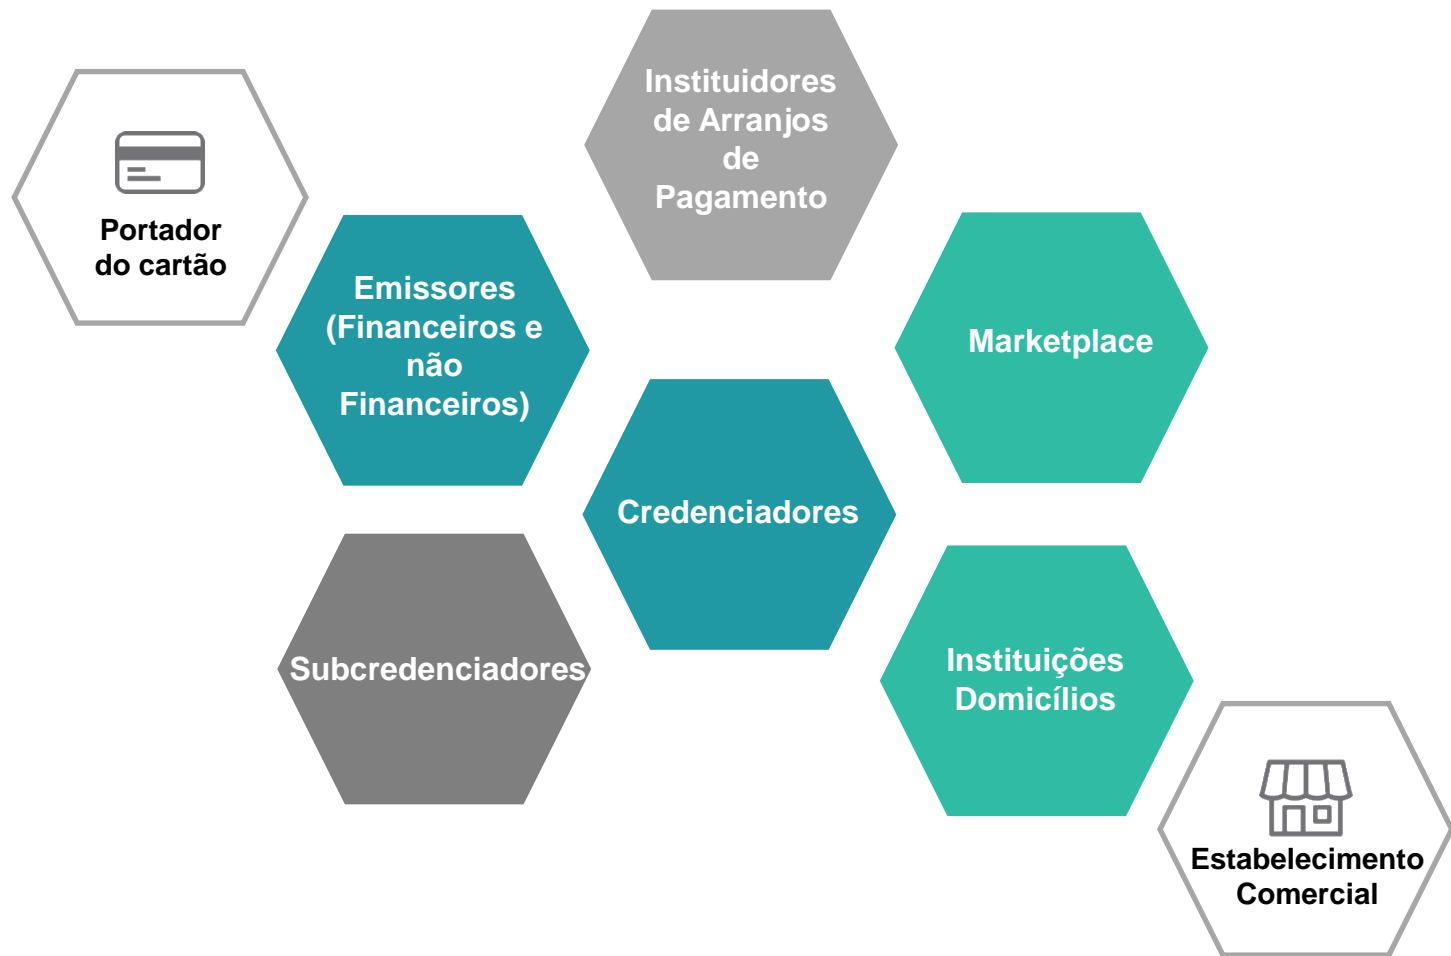 Instituidores
de Arranjos
de
Pagamento
Portador
do cartão
Emissores
(Financeiros e
não
Financeiros)
Marketplace
Credenciadores
Subcredenciadores
Instituições
Domicílios
Estabelecimento
Comercial